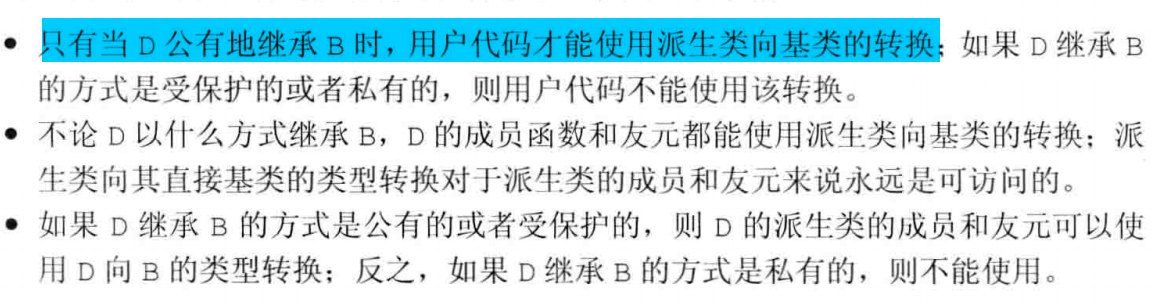 • 只有当 D 公有地继承 B 时，用户代码才能使用派生类向基类的转换；如果 D 继承 B
的方式是受保护的或者私有的，则用户代码不能使用该转换。
• 不论 D 以什么方式继承 B，D 的成员函数和友元都能使用派生类向基类的转换；派
生类向其直接基类的类型转换对于派生类的成员和友元来说永远是可访问的。
• 如果 D 继承 B 的方式是公有的或者受保护的，则 D 的派生类的成员和友元可以使
用 D 向 B 的类型转换；反之，如果 D 继承 B 的方式是私有的，则不能使用。